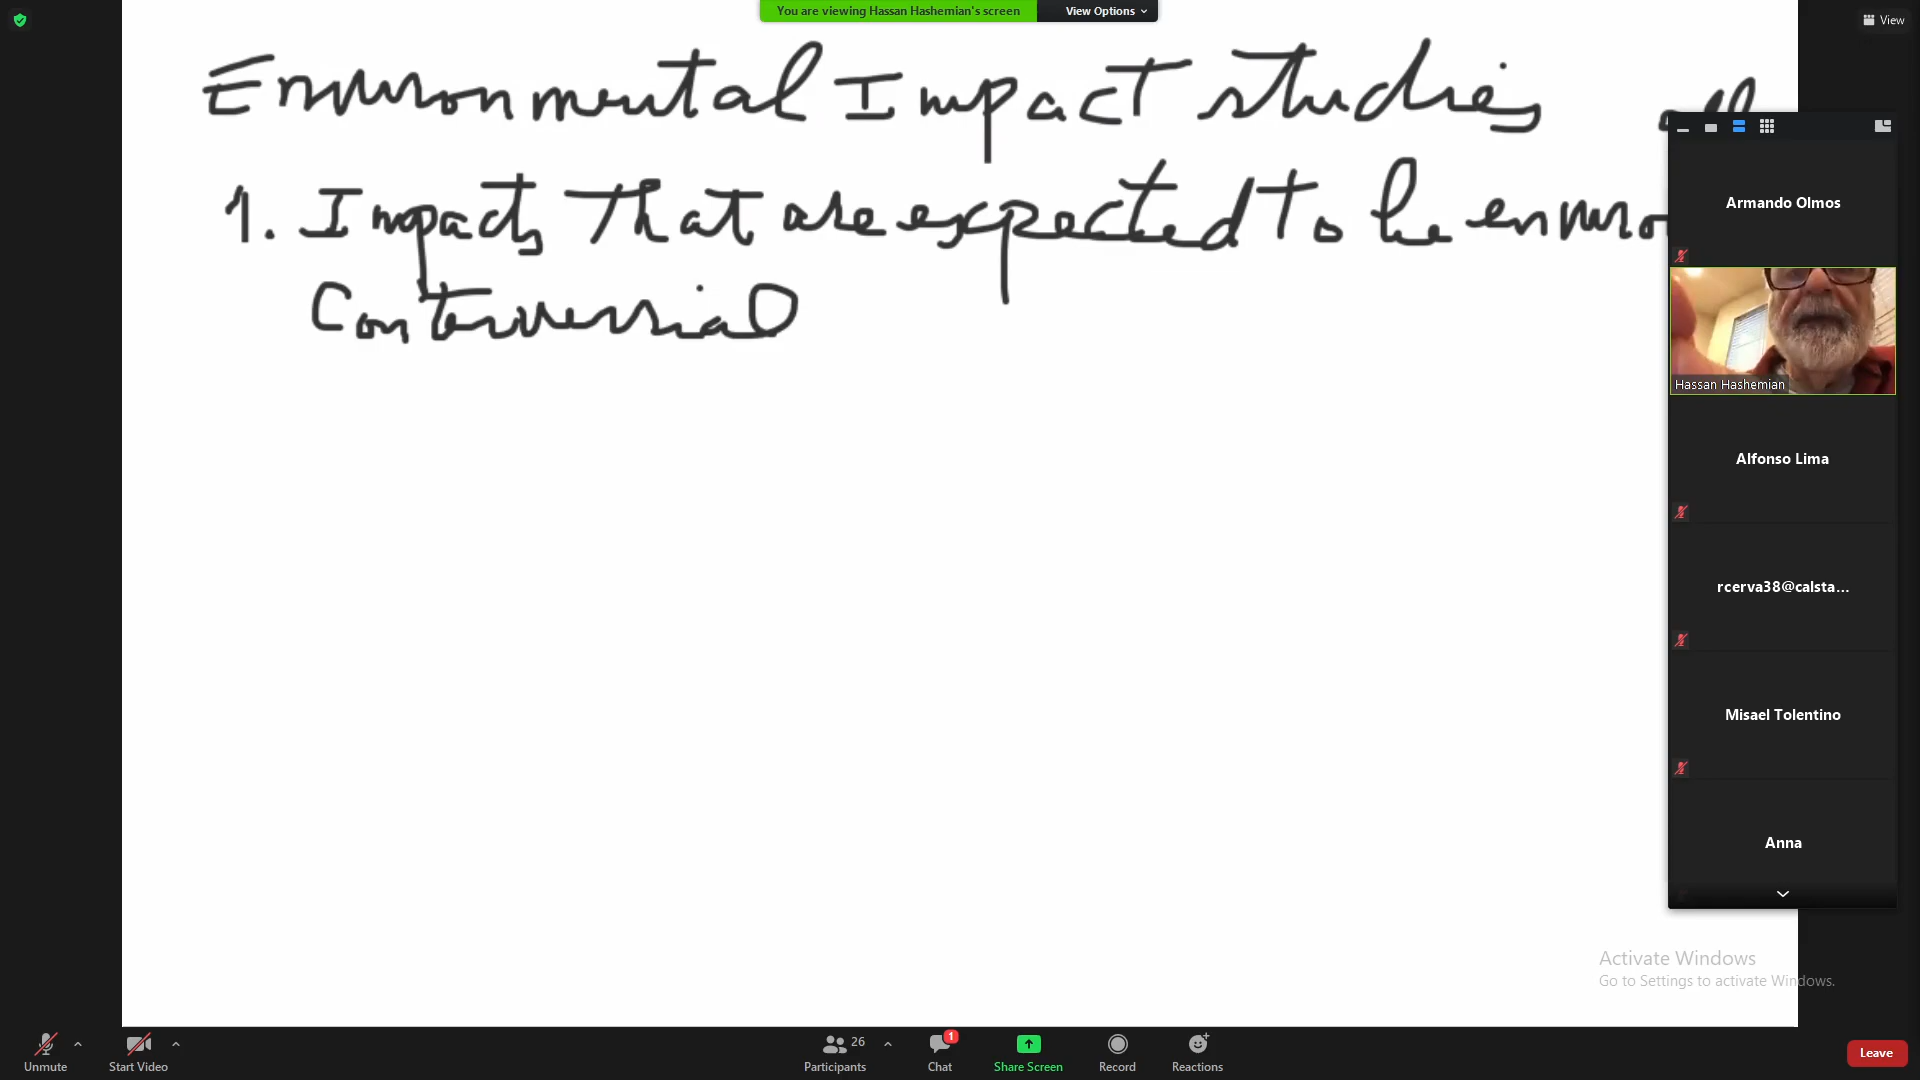 You are viewing Hassan Hashemian's screen View Options
View
Environmental Impact studies
1. Impacts that are expected to be
Controversial
Armando Olmos
Hassan Hashemian
Alfonso Lima
rcerva38@calsta...
Misael Tolentino
Anna
Activate Windows
Go to Settings to activate Windows.
Unmute Start Video Participants 26 Chat 1 Share Screen Record Reactions Leave